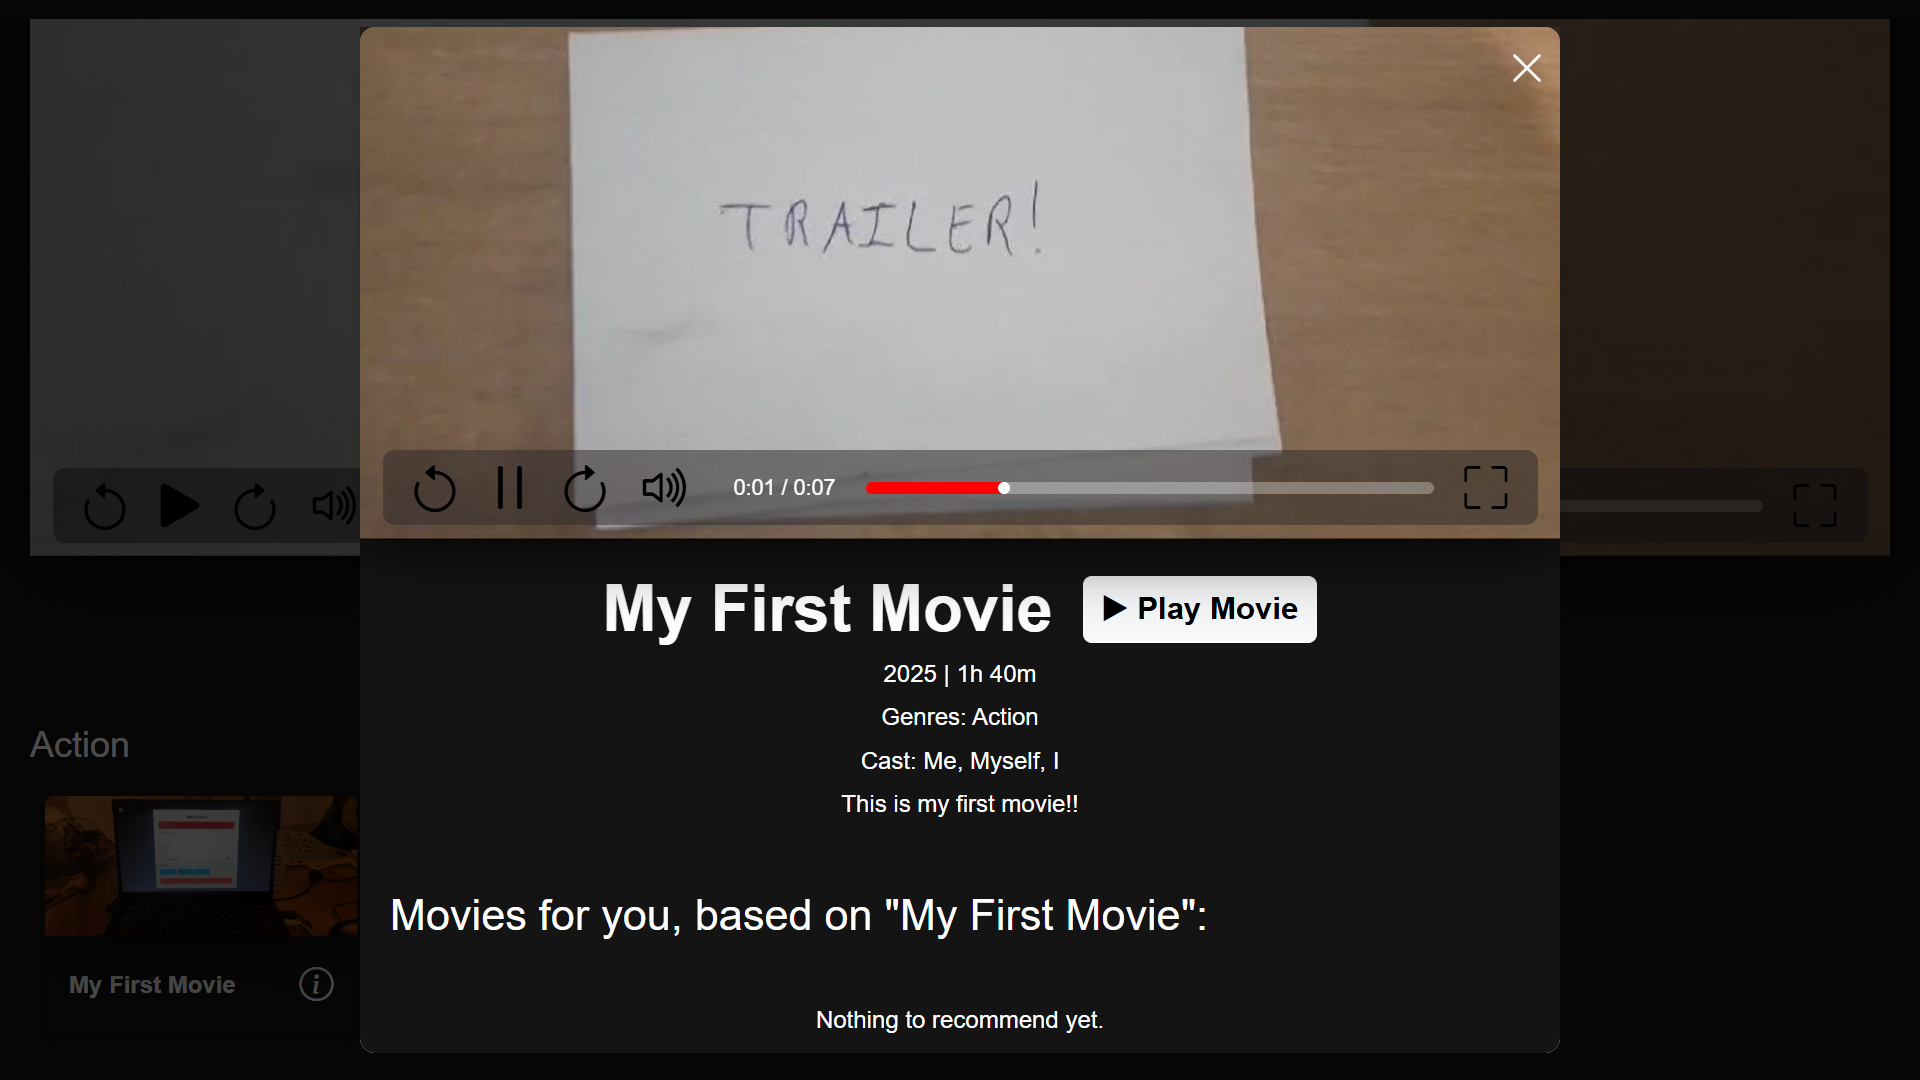 TRAILER!
0:01 / 0:07
My First Movie
Play Movie
2025 | 1h 40m
Genres: Action
Cast: Me, Myself, I
This is my first movie!!
Movies for you, based on "My First Movie":
Nothing to recommend yet.
Action
My First Movie